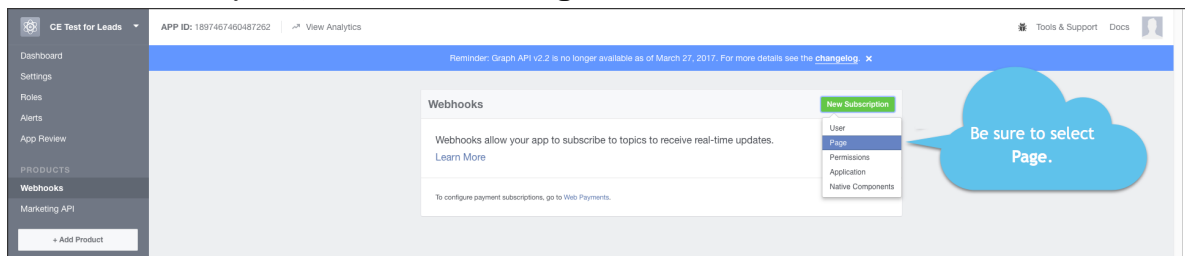 CE Test for Leads
APP ID: 1897467460487262
View Analytics
Tools & Support
Docs
Reminder: Graph API v2.2 is no longer available as of March 27, 2017. For more details see the changelog. ×
Dashboard
Settings
Roles
Alerts
App Review
PRODUCTS
Webhooks
Marketing API
+ Add Product
Webhooks
New Subscription
Webhooks allow your app to subscribe to topics to receive real-time updates.
Learn More
To configure payment subscriptions, go to Web Payments.
User
Page
Permissions
Application
Native Components
Be sure to select
Page.